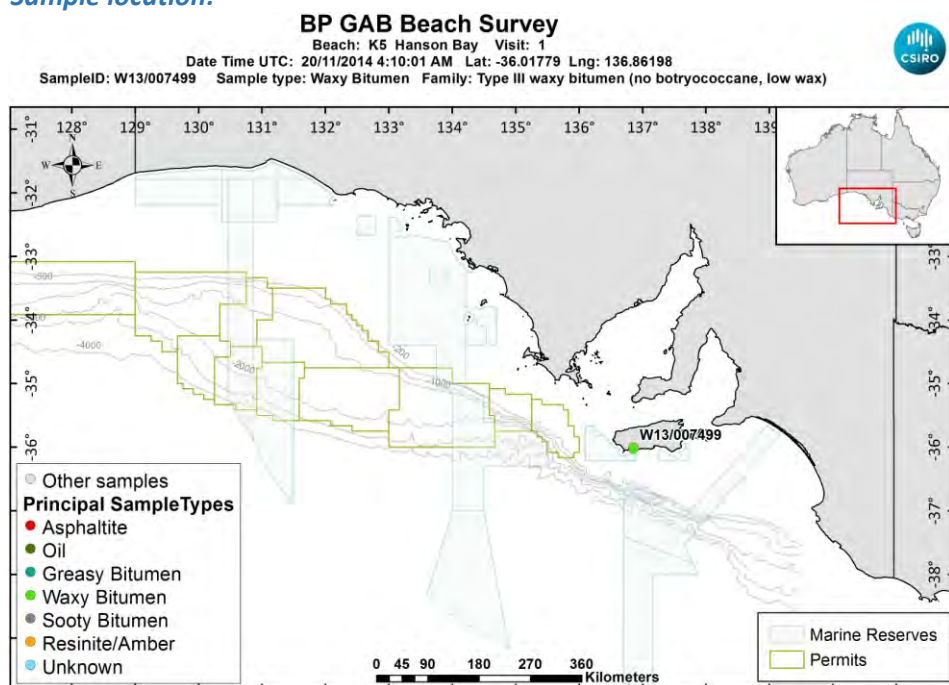 Sample location:
BP GAB Beach Survey
Beach: K5 Hanson Bay Visit: 1
Date Time UTC: 20/11/2014 4:10:01 AM Lat: -36.01779 Lng: 136.86198
SampleID: W13/007499 Sample type: Waxy Bitumen Family: Type III waxy bitumen (no botryococcane, low wax)
CSIRO
128° 129° 130° 131° 132° 133° 134° 135° 136° 137° 138° 139
-31°
-32°
-33°
-34°
-35°
-36°
-37°
-38°
-31°
-32°
-33°
-34°
-35°
-36°
-37°
-38°
N
W E
S
-4000
-2000
-200
-1000
W13/007499
Other samples
Principal SampleTypes
Asphaltite
Oil
Greasy Bitumen
Waxy Bitumen
Sooty Bitumen
Resinite/Amber
Unknown
0 45 90 180 270 360
Kilometers
Marine Reserves
Permits